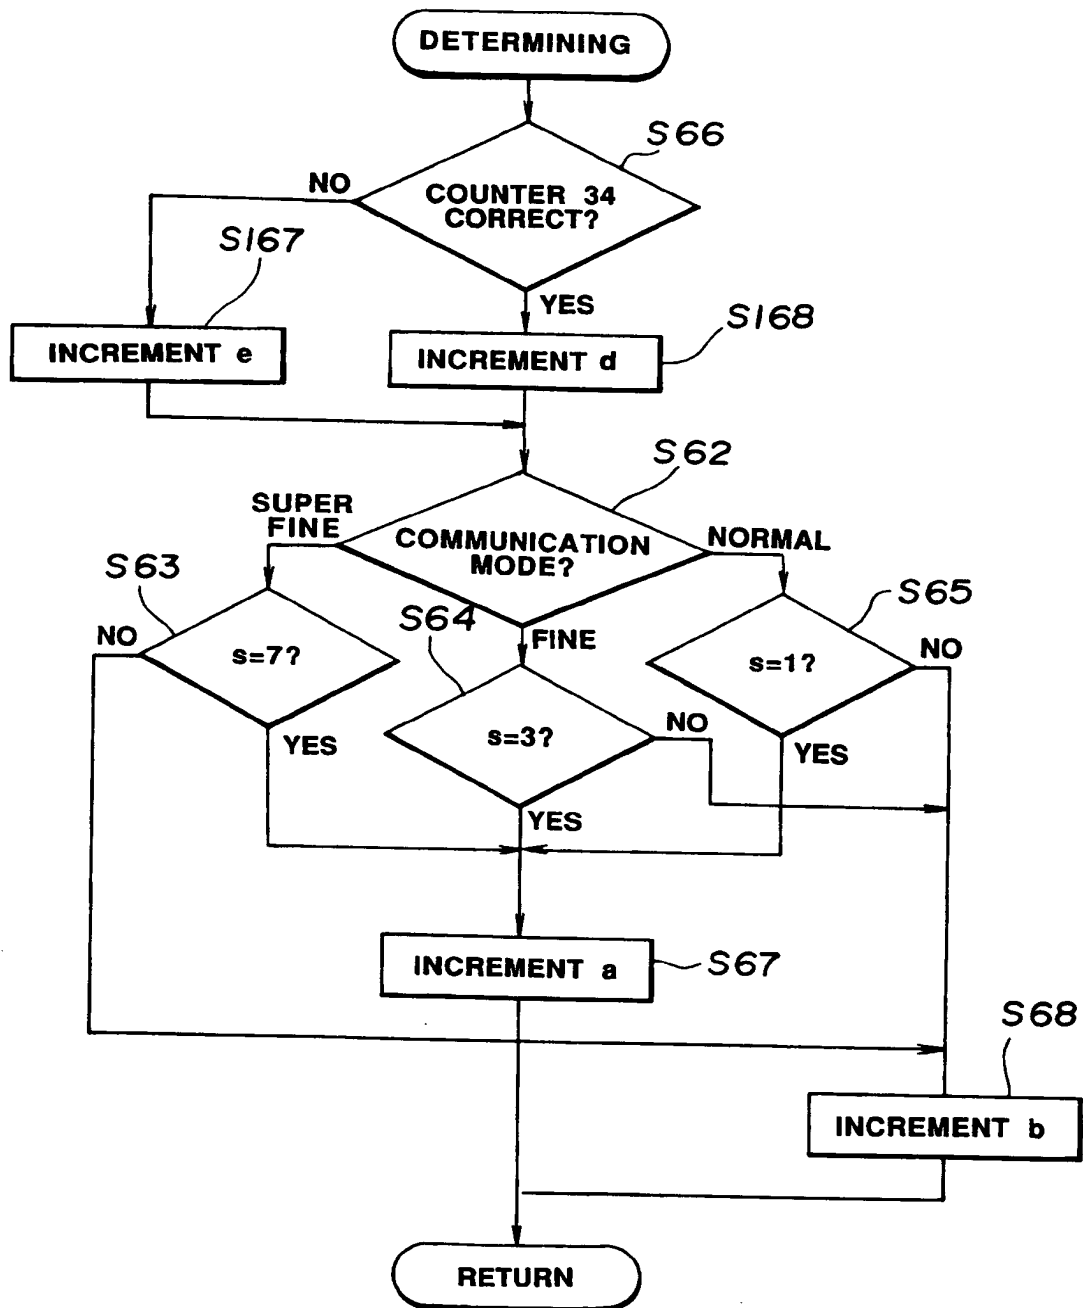 DETERMINING
S66
NO
COUNTER 34
CORRECT?
S167
YES
S168
INCREMENT e
INCREMENT d
S62
SUPER
FINE
COMMUNICATION
MODE?
NORMAL
S63
S64
S65
NO
FINE
s=7?
s=1?
NO
YES
s=3?
NO
YES
YES
INCREMENT a
S67
S68
INCREMENT b
RETURN